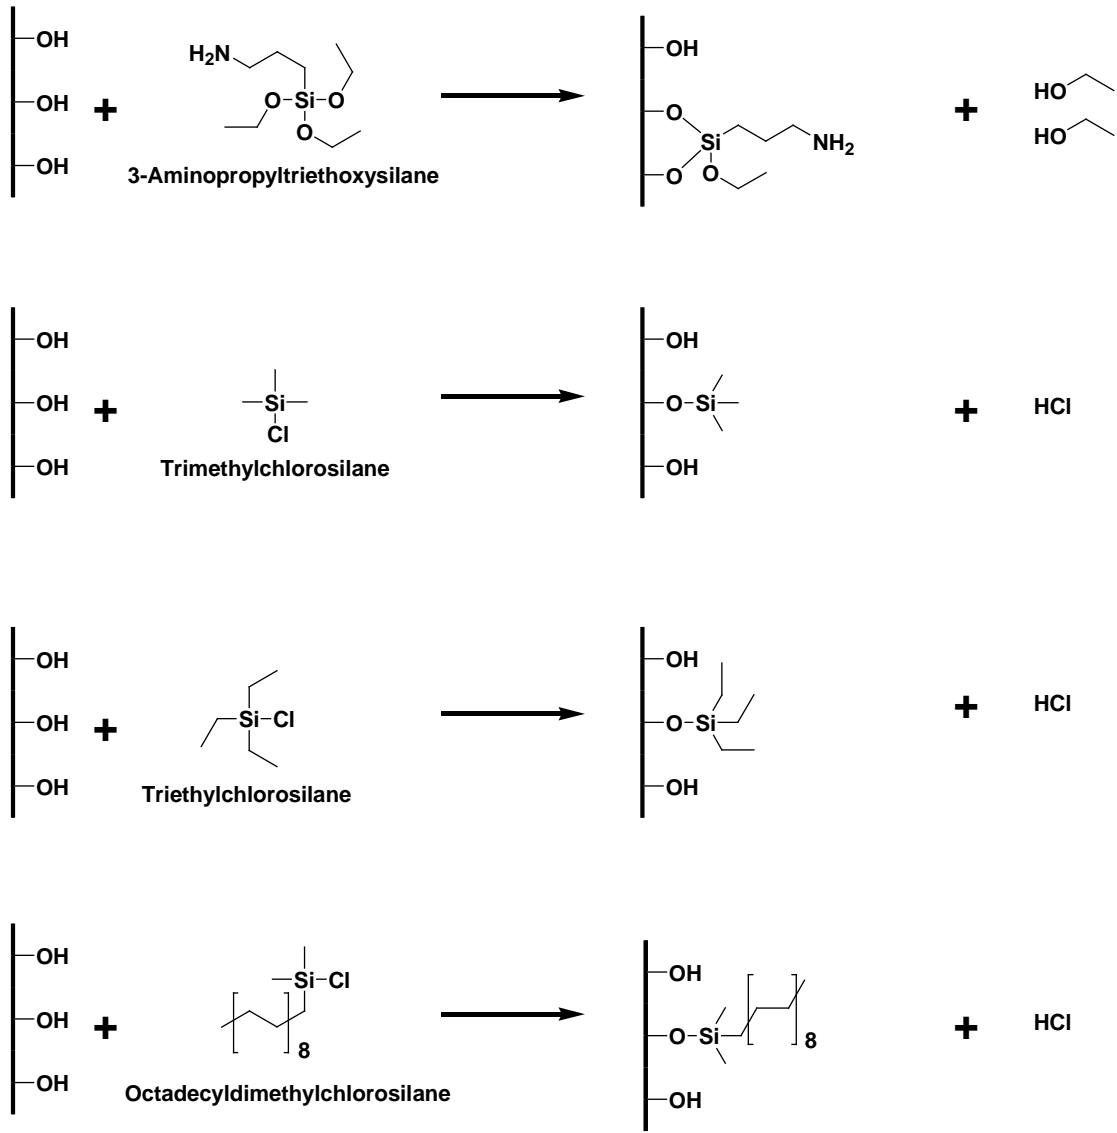 OH
OH
OH
+
H2N
Si
O
O
O
3-Aminopropyltriethoxysilane
OH
O
O
Si
O
NH2
+
HO
HO
OH
OH
OH
+
Si
Cl
Trimethylchlorosilane
OH
O Si
OH
+
HCl
OH
OH
OH
+
Si Cl
Triethylchlorosilane
OH
O Si
OH
+
HCl
OH
OH
OH
+
Si Cl
8
Octadecyldimethylchlorosilane
OH
O Si
8
OH
+
HCl